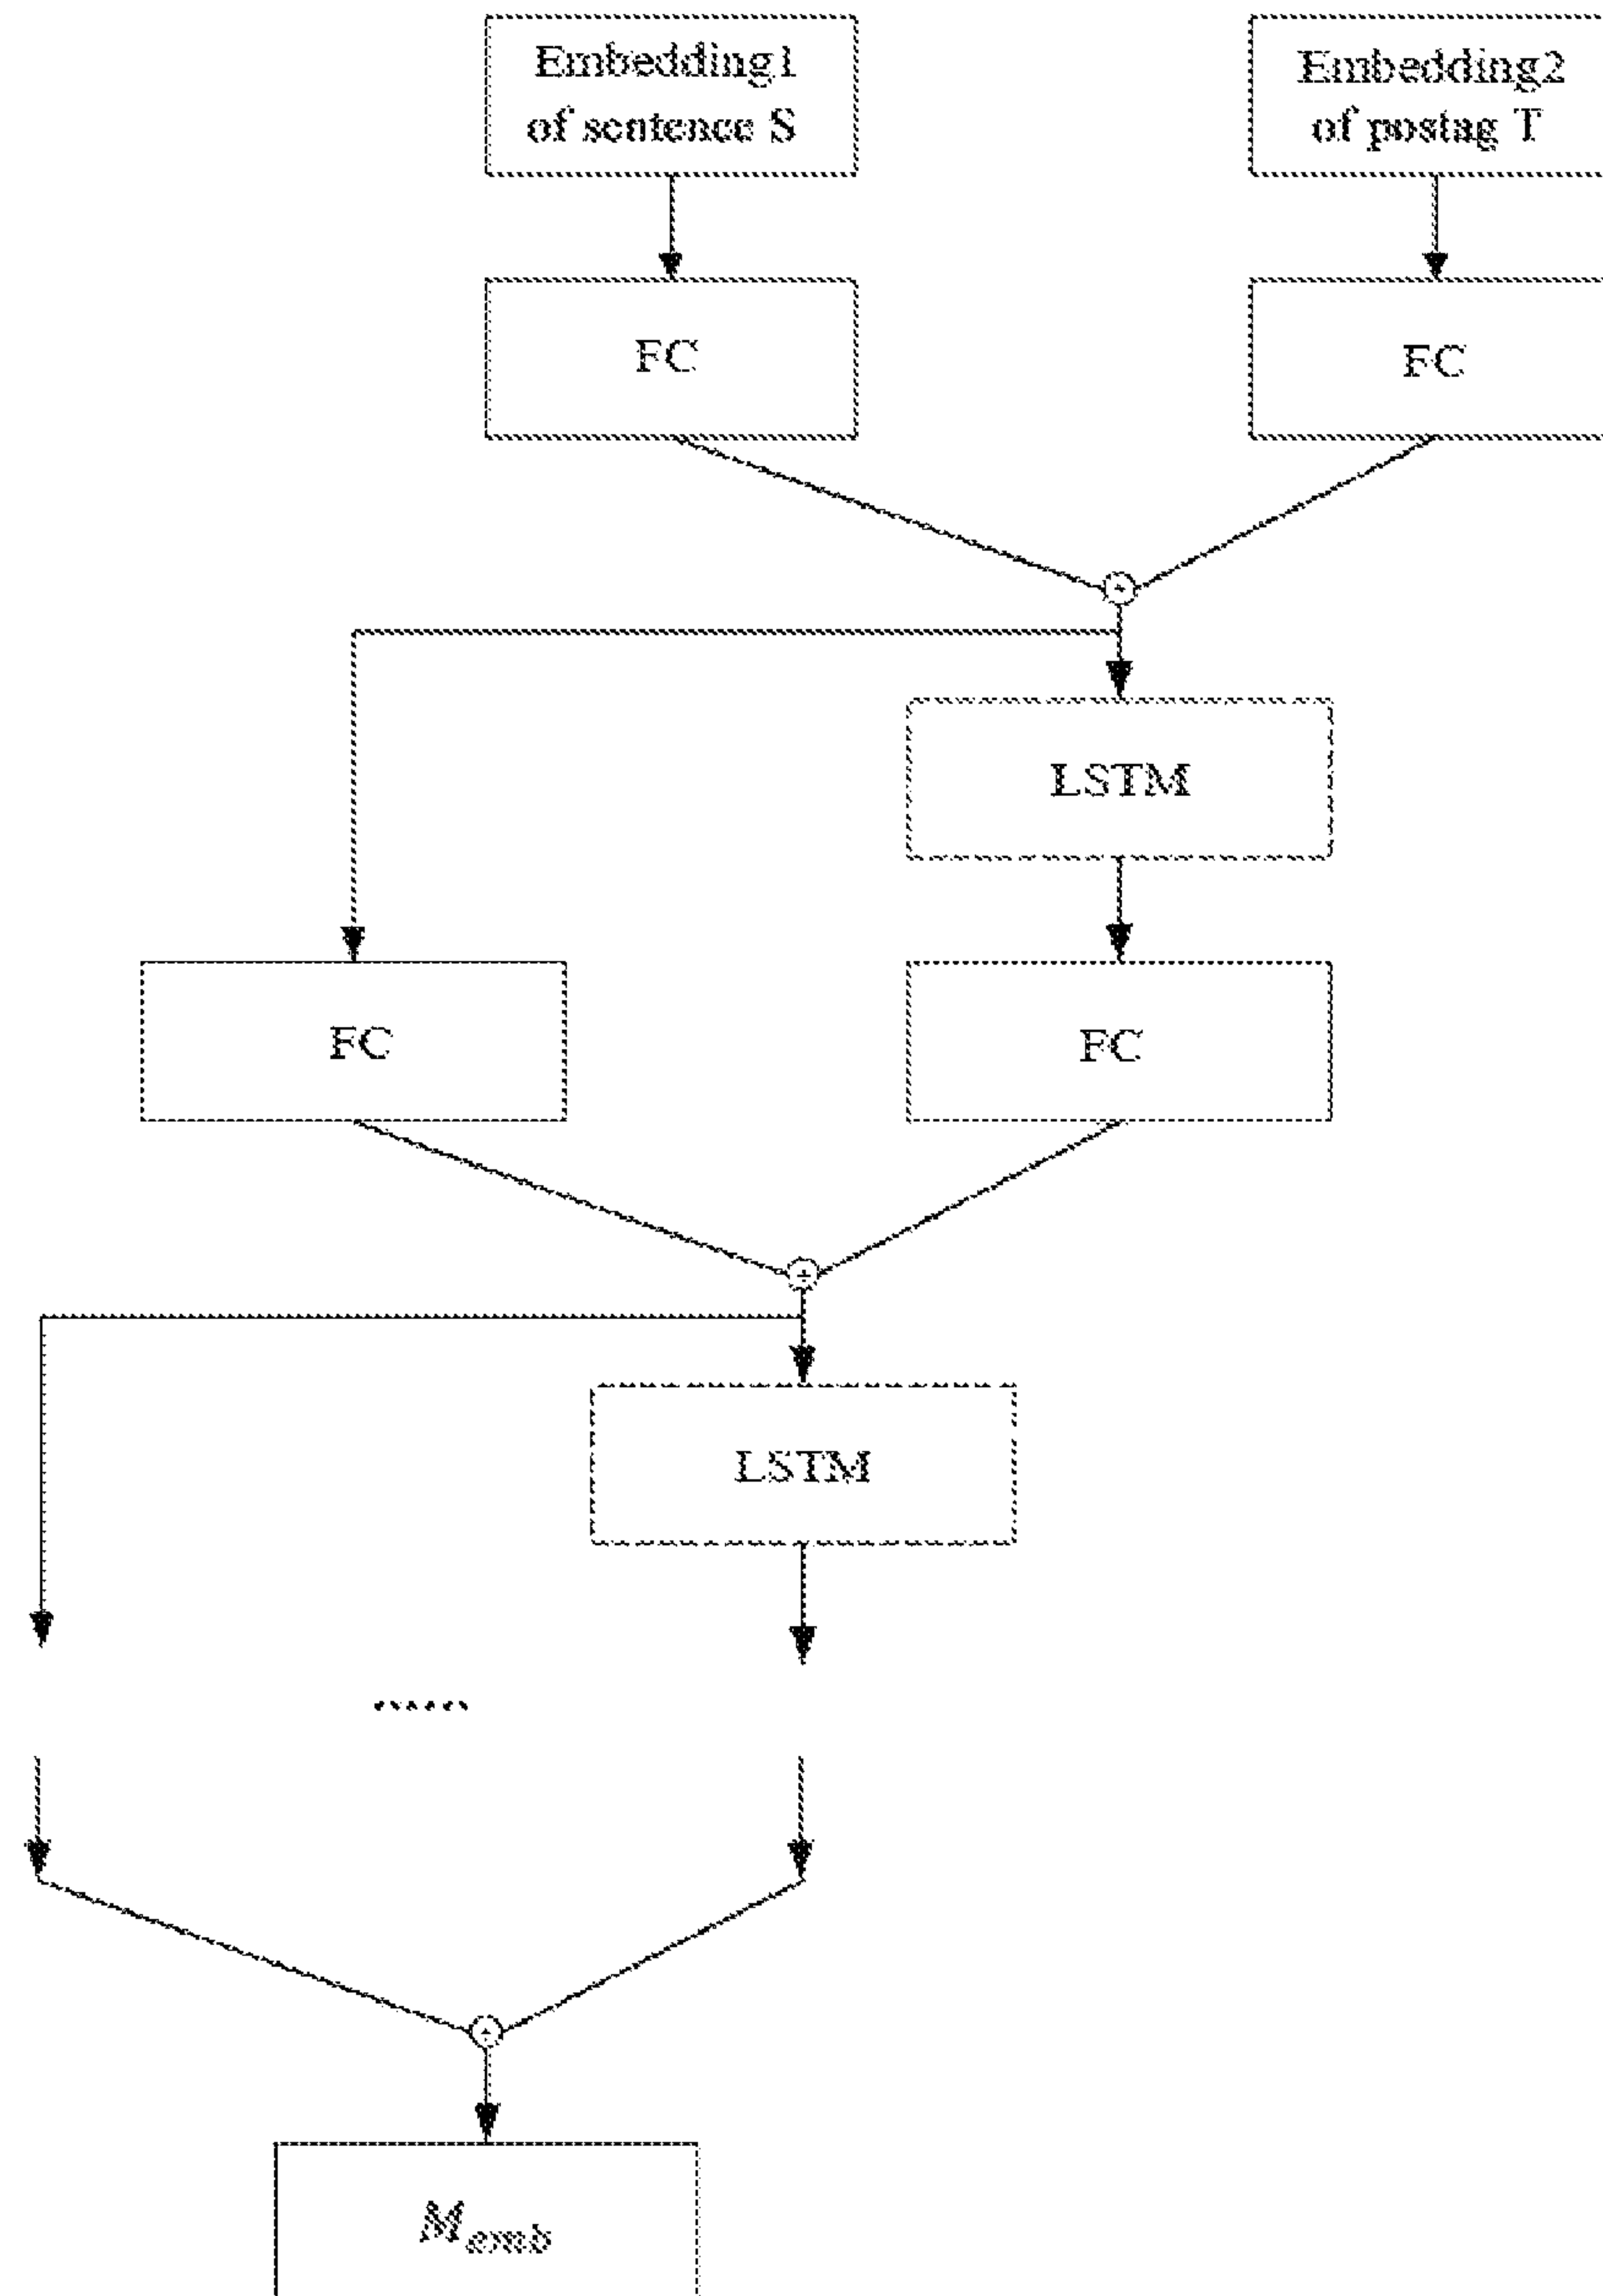 Embedding1
of sentence S
Embedding2
of postag T
FC
FC
LSTM
FC
FC
LSTM
......
M_emb